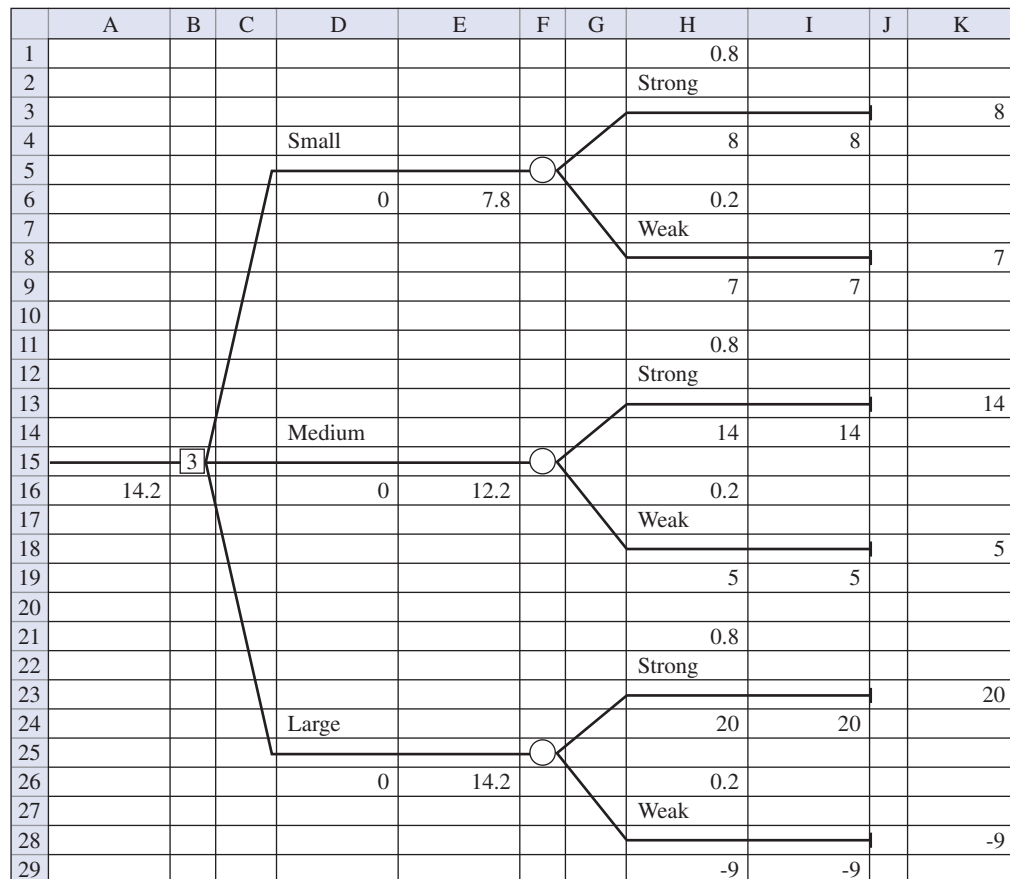 A B C D E F G H I J K
1 0.8
2 Strong
3 8
4 Small 8 8
5
6 0 7.8 0.2
7 Weak
8 7
9 7 7
10
11 0.8
12 Strong
13 14
14 Medium 14 14
15 3
16 14.2 0 12.2 0.2
17 Weak
18 5
19 5 5
20
21 0.8
22 Strong
23 20
24 Large 20 20
25
26 0 14.2 0.2
27 Weak
28 -9
29 -9 -9